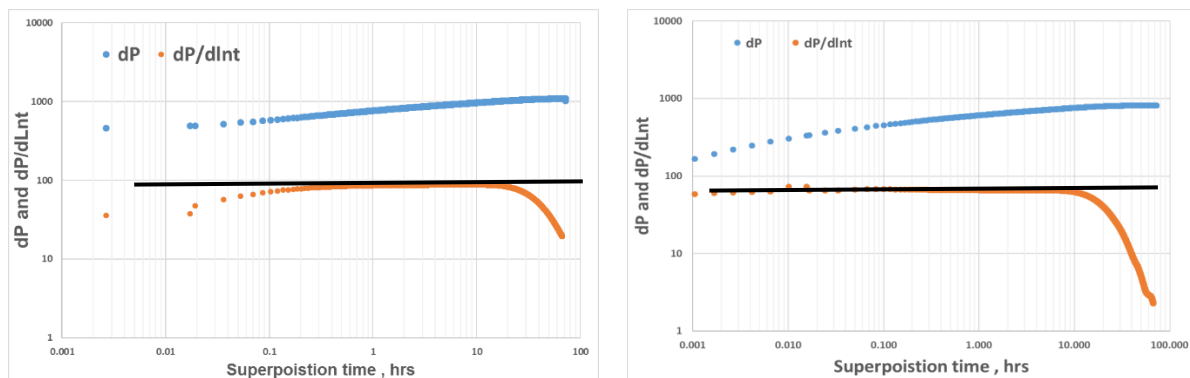 10000
dP dP/dlnt
1000
100
10
1
dP and dP/dLnt
0.001 0.01 0.1 1 10 100
Superpoistion time , hrs
10000
dP dP/dlnt
1000
100
10
1
dP and dP/dLnt
0.001 0.010 0.100 1.000 10.000 100.000
Superpoistion time , hrs